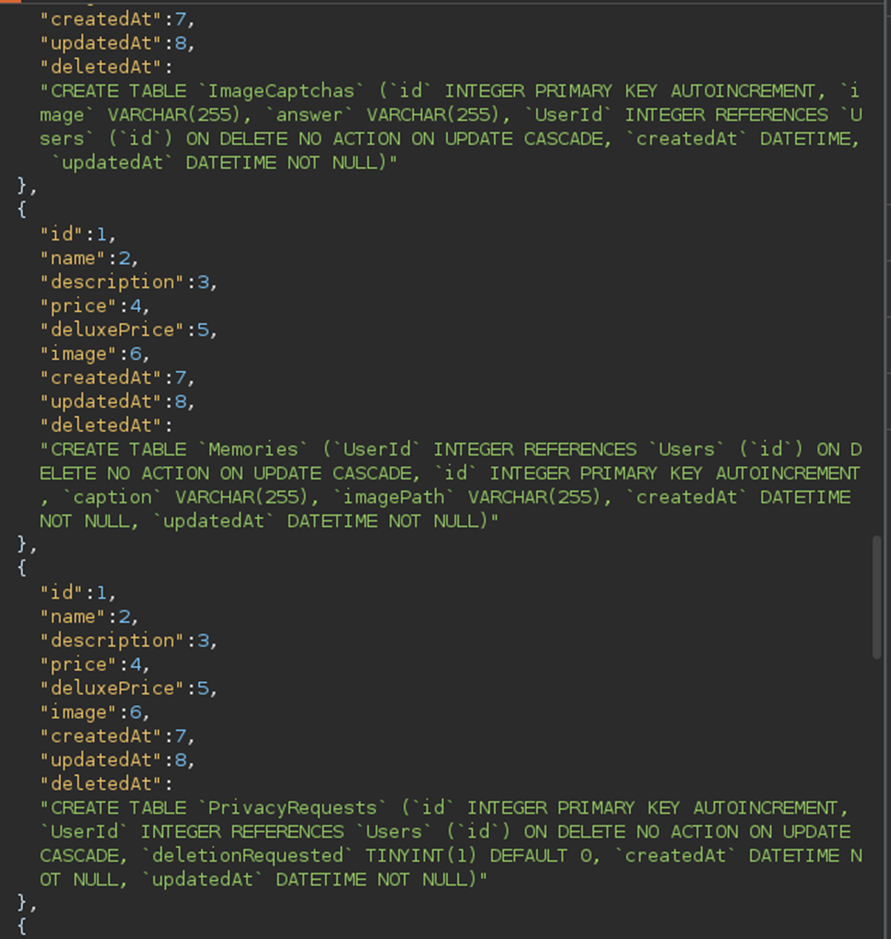 "createdAt":7,
"updatedAt":8,
"deletedAt":
"CREATE TABLE `ImageCaptchas` (`id` INTEGER PRIMARY KEY AUTOINCREMENT, `i
mage` VARCHAR(255), `answer` VARCHAR(255), `UserId` INTEGER REFERENCES `U
sers` (`id`) ON DELETE NO ACTION ON UPDATE CASCADE, `createdAt` DATETIME,
`updatedAt` DATETIME NOT NULL)"
},
{
"id":1,
"name":2,
"description":3,
"price":4,
"deluxePrice":5,
"image":6,
"createdAt":7,
"updatedAt":8,
"deletedAt":
"CREATE TABLE `Memories` (`UserId` INTEGER REFERENCES `Users` (`id`) ON D
ELETE NO ACTION ON UPDATE CASCADE, `id` INTEGER PRIMARY KEY AUTOINCREMENT
, `caption` VARCHAR(255), `imagePath` VARCHAR(255), `createdAt` DATETIME
NOT NULL, `updatedAt` DATETIME NOT NULL)"
},
{
"id":1,
"name":2,
"description":3,
"price":4,
"deluxePrice":5,
"image":6,
"createdAt":7,
"updatedAt":8,
"deletedAt":
"CREATE TABLE `PrivacyRequests` (`id` INTEGER PRIMARY KEY AUTOINCREMENT,
`UserId` INTEGER REFERENCES `Users` (`id`) ON DELETE NO ACTION ON UPDATE
CASCADE, `deletionRequested` TINYINT(1) DEFAULT 0, `createdAt` DATETIME N
OT NULL, `updatedAt` DATETIME NOT NULL)"
},
{